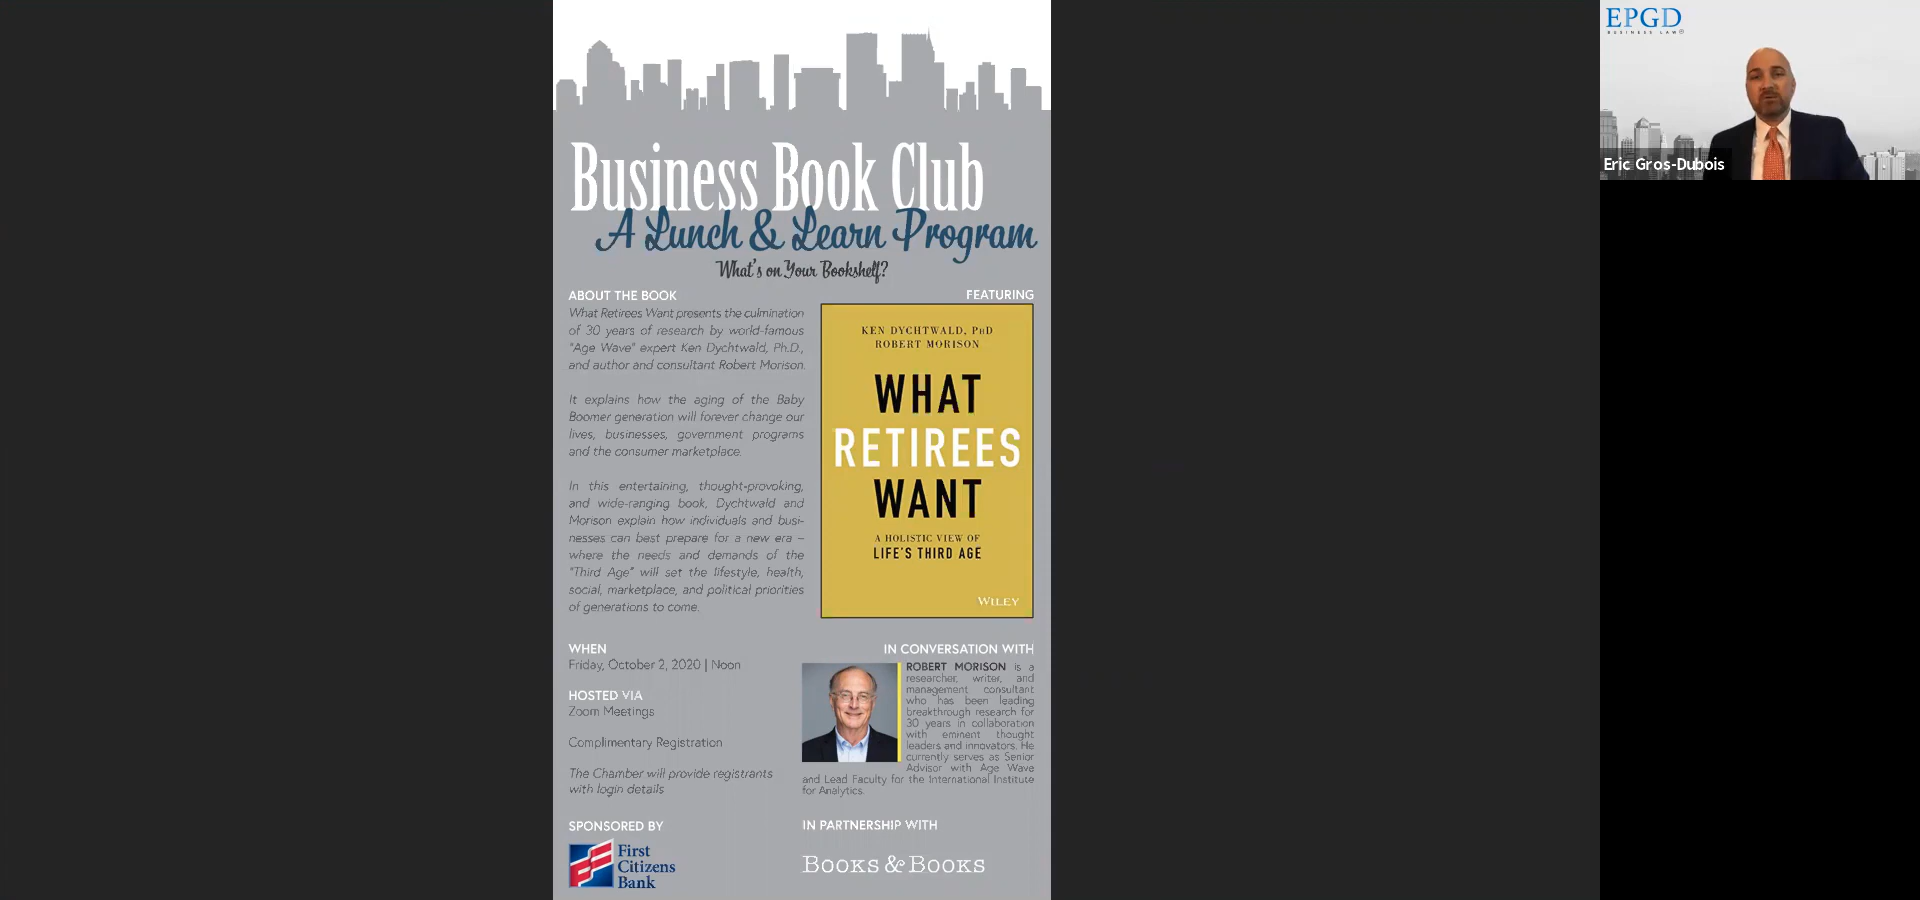 Business Book Club
A Lunch & Learn Program
What's on Your Bookshelf?
ABOUT THE BOOK
What Retirees Want presents the culmination
of 30 years of research by world-famous
"Age Wave" expert Ken Dychtwald, Ph.D.,
and author and consultant Robert Morison.
It explains how the aging of the Baby
Boomer generation will forever change our
lives, businesses, government programs
and the consumer marketplace.
In this entertaining, thought-provoking,
and wide-ranging book, Dychtwald and
Morison explain how individuals and busi-
nesses can best prepare for a new era –
where the needs and demands of the
"Third Age" will set the lifestyle, health,
social, marketplace, and political priorities
of generations to come.
FEATURING
KEN DYCHTWALD, PhD
ROBERT MORISON
WHAT
RETIREES
WANT
A HOLISTIC VIEW OF
LIFE'S THIRD AGE
WILEY
WHEN
Friday, October 2, 2020 | Noon
HOSTED VIA
Zoom Meetings
Complimentary Registration
The Chamber will provide registrants
with login details
IN CONVERSATION WITH
ROBERT MORISON is a
researcher, writer, and
management consultant
who has been leading
breakthrough research for
30 years in collaboration
with eminent thought
leaders and innovators. He
currently serves as Senior
Advisor with Age Wave
and Lead Faculty for the International Institute
for Analytics.
SPONSORED BY
First
Citizens
Bank
IN PARTNERSHIP WITH
BOOKS & BOOKS
EPGD
BUSINESS LAW
Eric Gros-Dubois